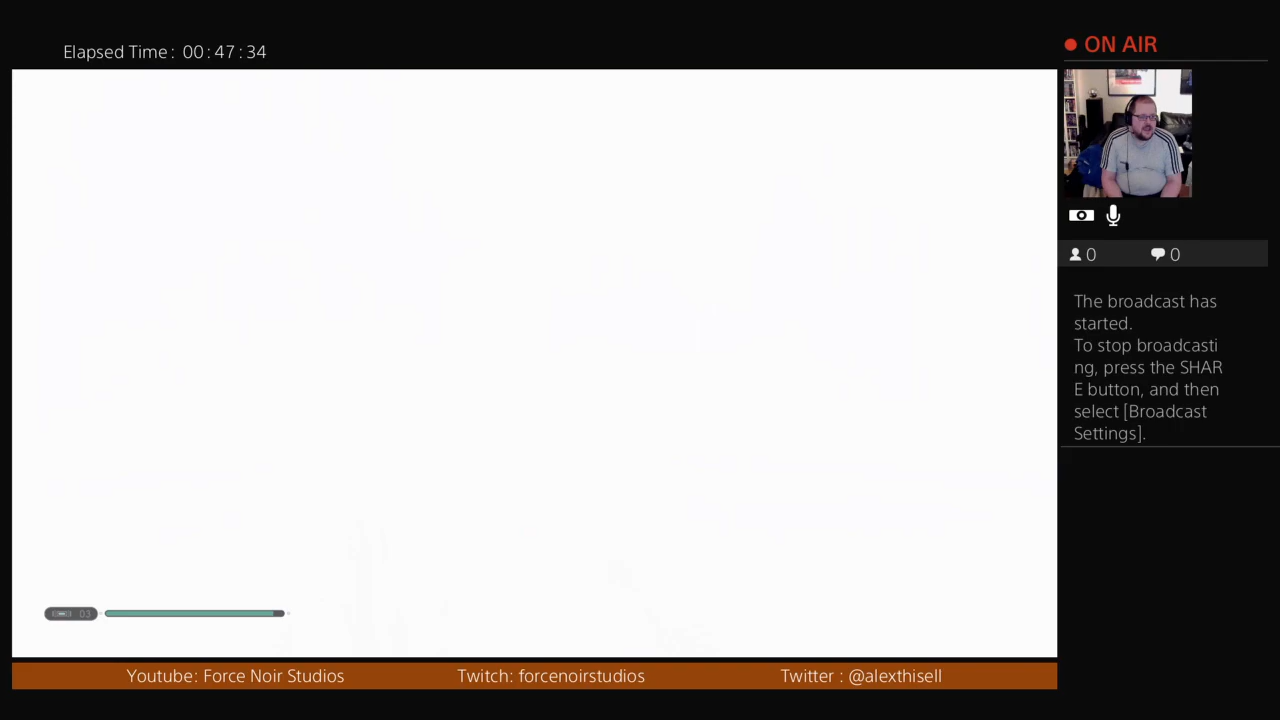 Elapsed Time: 00:47:34
ON AIR
0 0
The broadcast has
started.
To stop broadcasti
ng, press the SHAR
E button, and then
select [Broadcast
Settings].
03
Youtube: Force Noir Studios Twitch: forcenoirstudios Twitter : @alexthisell